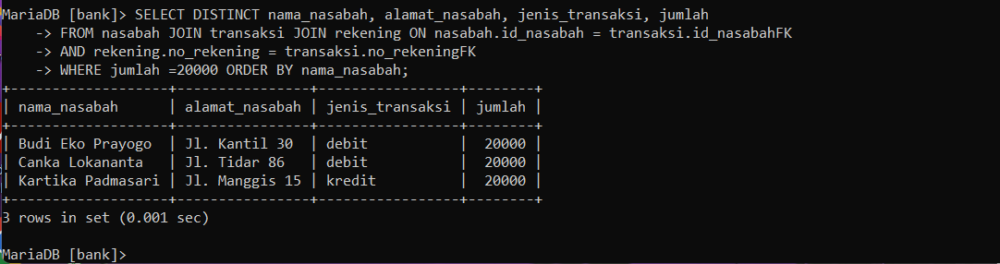 MariaDB [bank]> SELECT DISTINCT nama_nasabah, alamat_nasabah, jenis_transaksi, jumlah
    -> FROM nasabah JOIN transaksi JOIN rekening ON nasabah.id_nasabah = transaksi.id_nasabahFK
    -> AND rekening.no_rekening = transaksi.no_rekeningFK
    -> WHERE jumlah =20000 ORDER BY nama_nasabah;
+-------------------+----------------+-----------------+--------+
| nama_nasabah      | alamat_nasabah | jenis_transaksi | jumlah |
+-------------------+----------------+-----------------+--------+
| Budi Eko Prayogo  | Jl. Kantil 30  | debit           |  20000 |
| Canka Lokananta   | Jl. Tidar 86   | debit           |  20000 |
| Kartika Padmasari | Jl. Manggis 15 | kredit          |  20000 |
+-------------------+----------------+-----------------+--------+
3 rows in set (0.001 sec)
MariaDB [bank]>